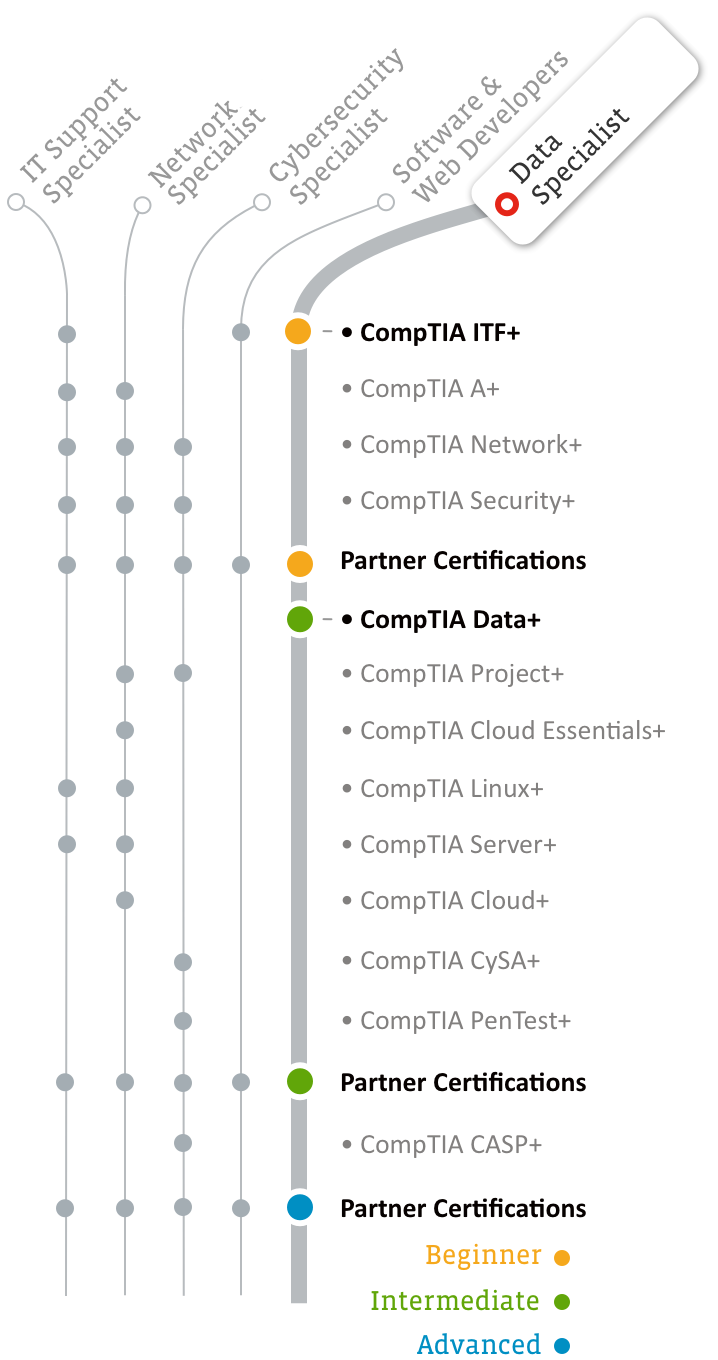 IT Support
Specialist
Network
Specialist
Cybersecurity
Specialist
Software &
Web Developers
Data
Specialist
• CompTIA ITF+
• CompTIA A+
• CompTIA Network+
• CompTIA Security+
Partner Certifications
• CompTIA Data+
• CompTIA Project+
• CompTIA Cloud Essentials+
• CompTIA Linux+
• CompTIA Server+
• CompTIA Cloud+
• CompTIA CySA+
• CompTIA PenTest+
Partner Certifications
• CompTIA CASP+
Partner Certifications
Beginner
Intermediate
Advanced